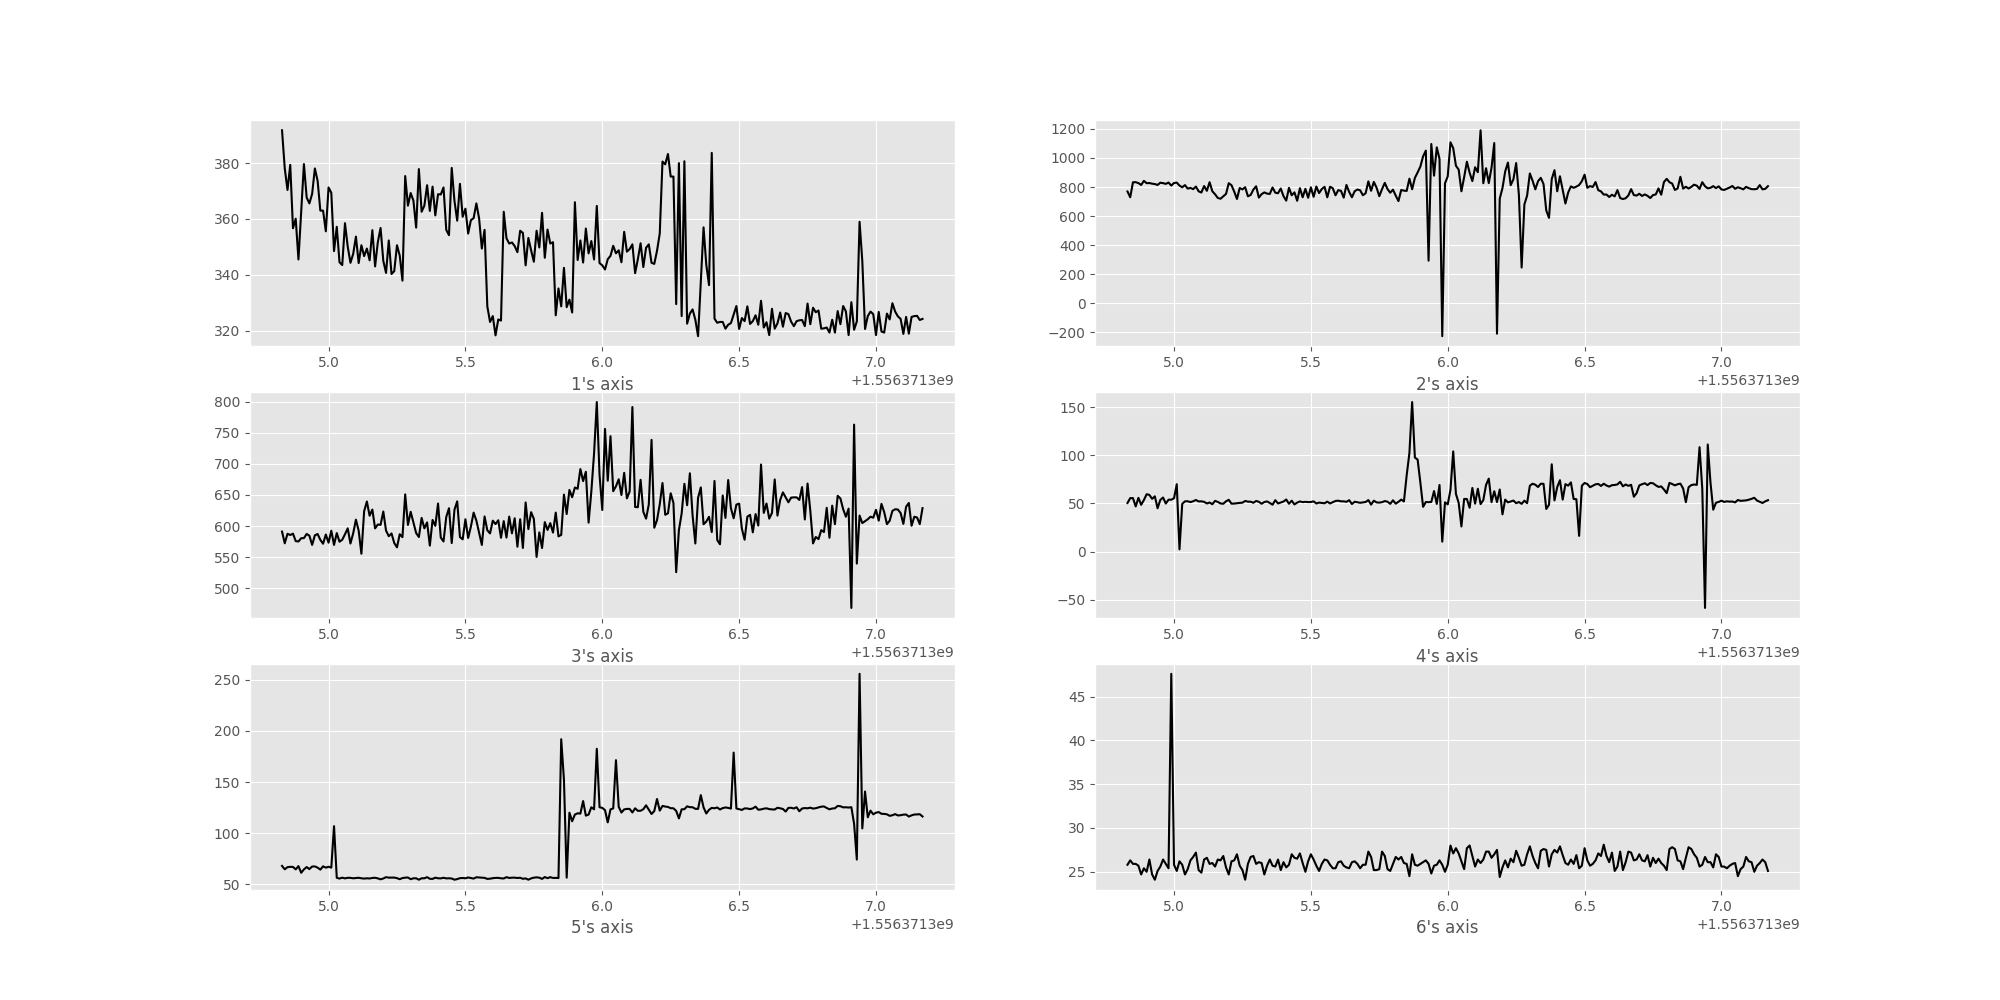 380
360
340
320
5.0 5.5 6.0 6.5 7.0
1's axis +1.5563713e9
1200
1000
800
600
400
200
0
−200
5.0 5.5 6.0 6.5 7.0
2's axis +1.5563713e9
800
750
700
650
600
550
500
5.0 5.5 6.0 6.5 7.0
3's axis +1.5563713e9
150
100
50
0
−50
5.0 5.5 6.0 6.5 7.0
4's axis +1.5563713e9
250
200
150
100
50
5.0 5.5 6.0 6.5 7.0
5's axis +1.5563713e9
45
40
35
30
25
5.0 5.5 6.0 6.5 7.0
6's axis +1.5563713e9